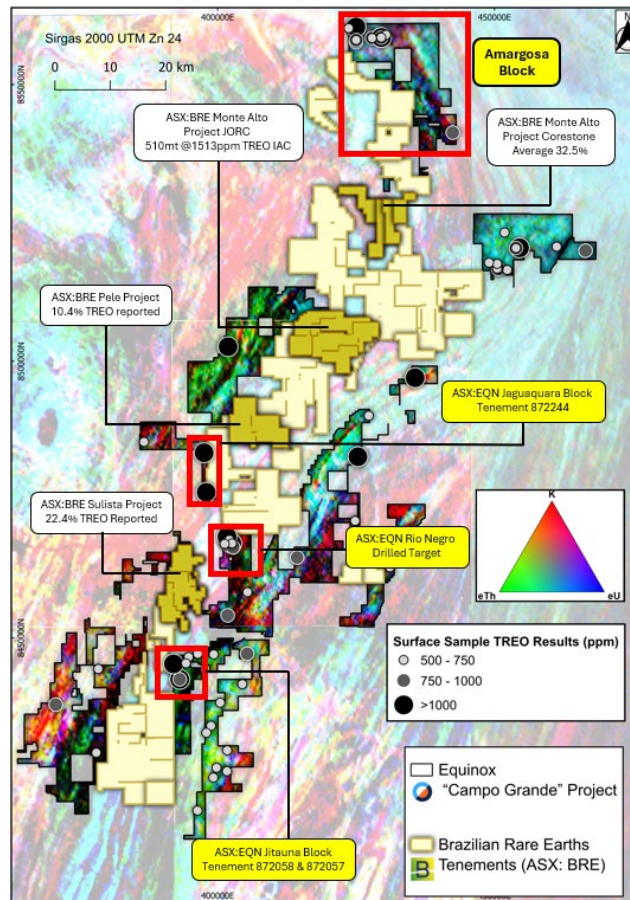 400000E
450000E
Sirgas 2000 UTM Zn 24
0 10 20 km
N
Amargosa
Block
8550000N
ASX:BRE Monte Alto
Project JORC
510mt @1513ppm TREO IAC
ASX:BRE Monte Alto
Project Corestone
Average 32.5%
ASX:BRE Pele Project
10.4% TREO reported
8500000N
ASX:EQN Jaguaquara Block
Tenement 872244
ASX:BRE Sulista Project
22.4% TREO Reported
ASX:EQN Rio Negro
Drilled Target
K
eTh
eU
8450000N
Surface Sample TREO Results (ppm)
500 - 750
750 - 1000
>1000
Equinox
"Campo Grande" Project
Brazilian Rare Earths
Tenements (ASX: BRE)
B
ASX:EQN Jitauna Block
Tenement 872058 & 872057
400000E